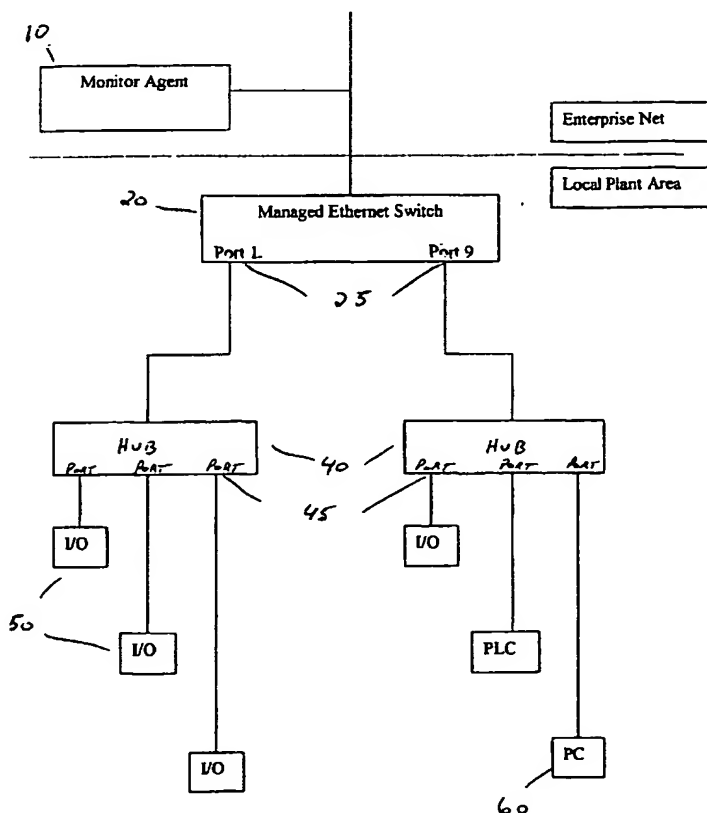 10
Monitor Agent
Enterprise Net
Local Plant Area
20
Managed Ethernet Switch
Port 1
Port 9
25
HUB
PORT PORT PORT
40
HUB
PORT PORT PORT
45
I/O
I/O
50
I/O
PLC
I/O
PC
60